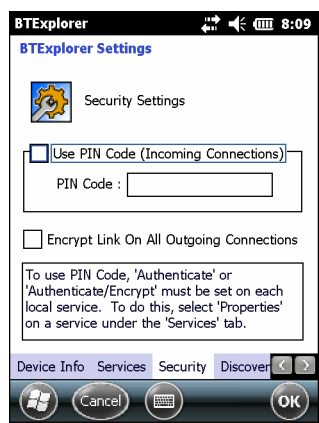 BTExplorer 8:09
BTExplorer Settings
Security Settings
Use PIN Code (Incoming Connections)
PIN Code :
Encrypt Link On All Outgoing Connections
To use PIN Code, 'Authenticate' or
'Authenticate/Encrypt' must be set on each
local service. To do this, select 'Properties'
on a service under the 'Services' tab.
Device Info Services Security Discover
Cancel OK